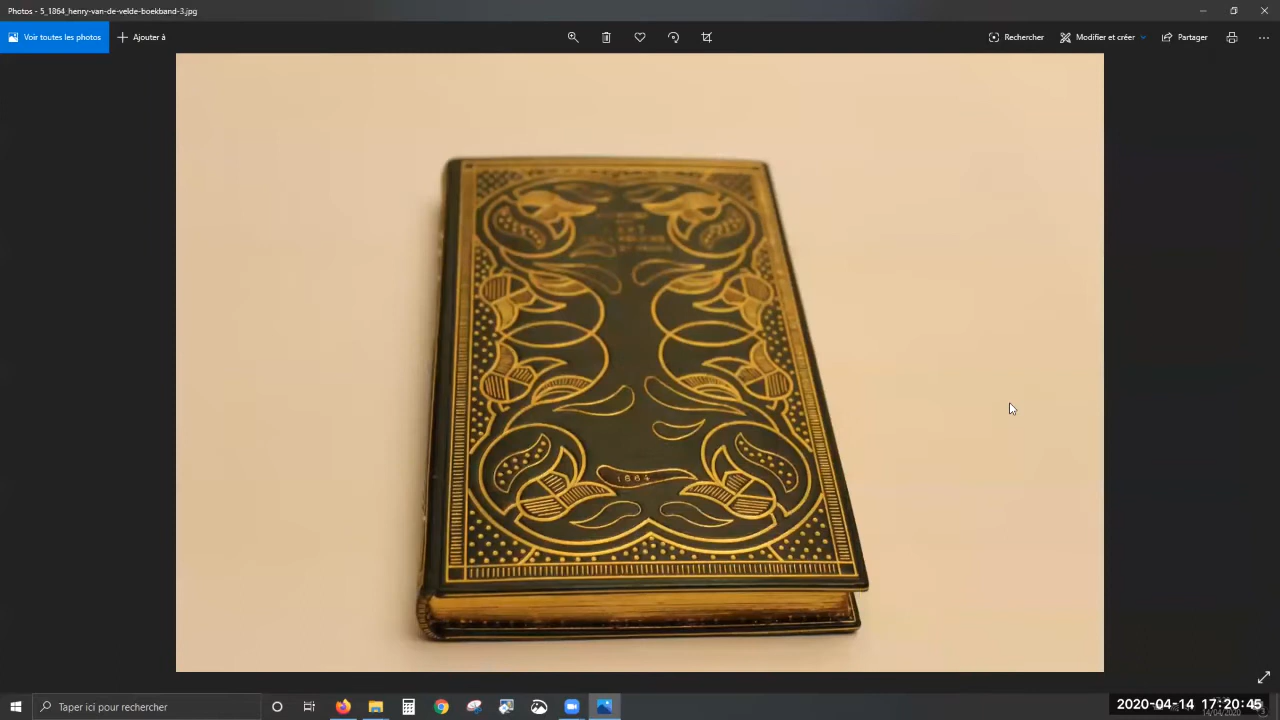 Photos - 5_1864_henry-van-de-velde-boekband-3.jpg
Voir toutes les photos
Ajouter à
Rechercher
Modifier et créer
Partager
1864
Taper ici pour rechercher
2020-04-14 17:20:45